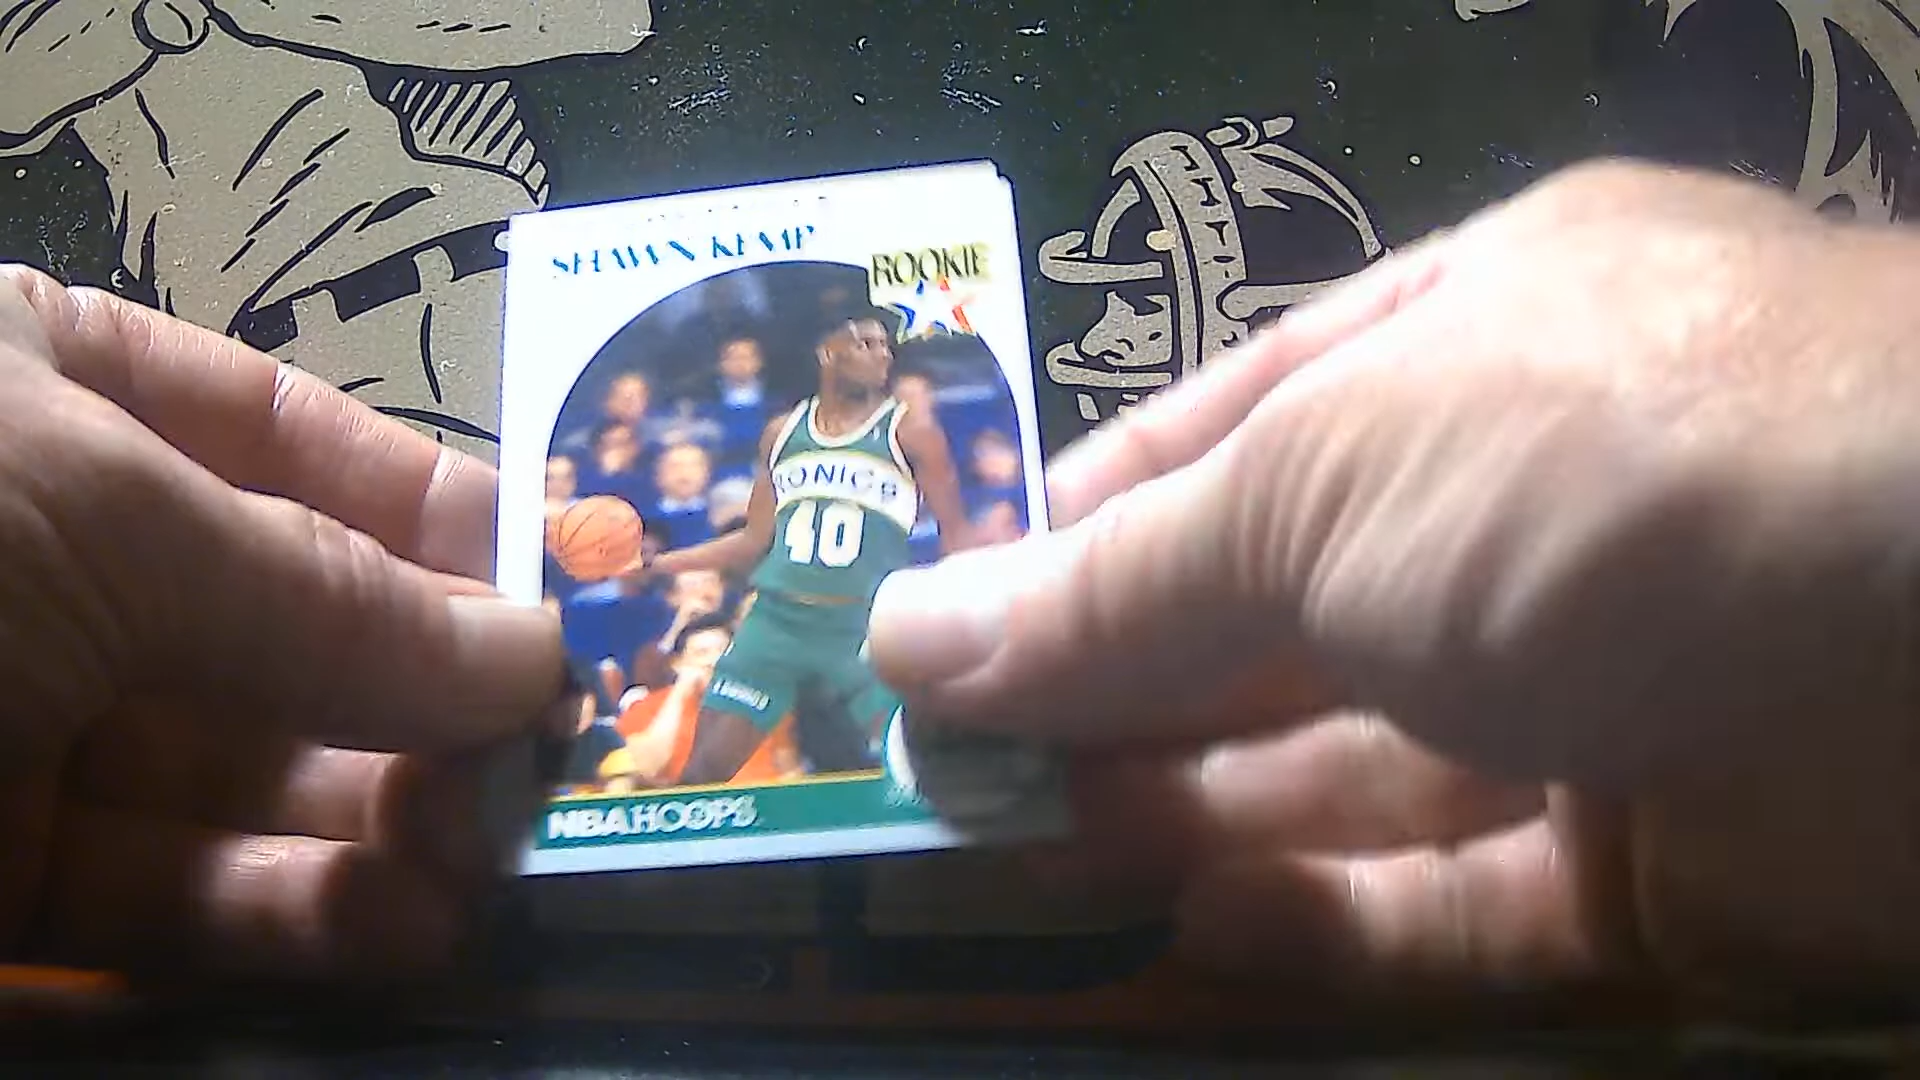 SHAWN KEMP
ROOKIE
SONICS
40
NBA HOOPS